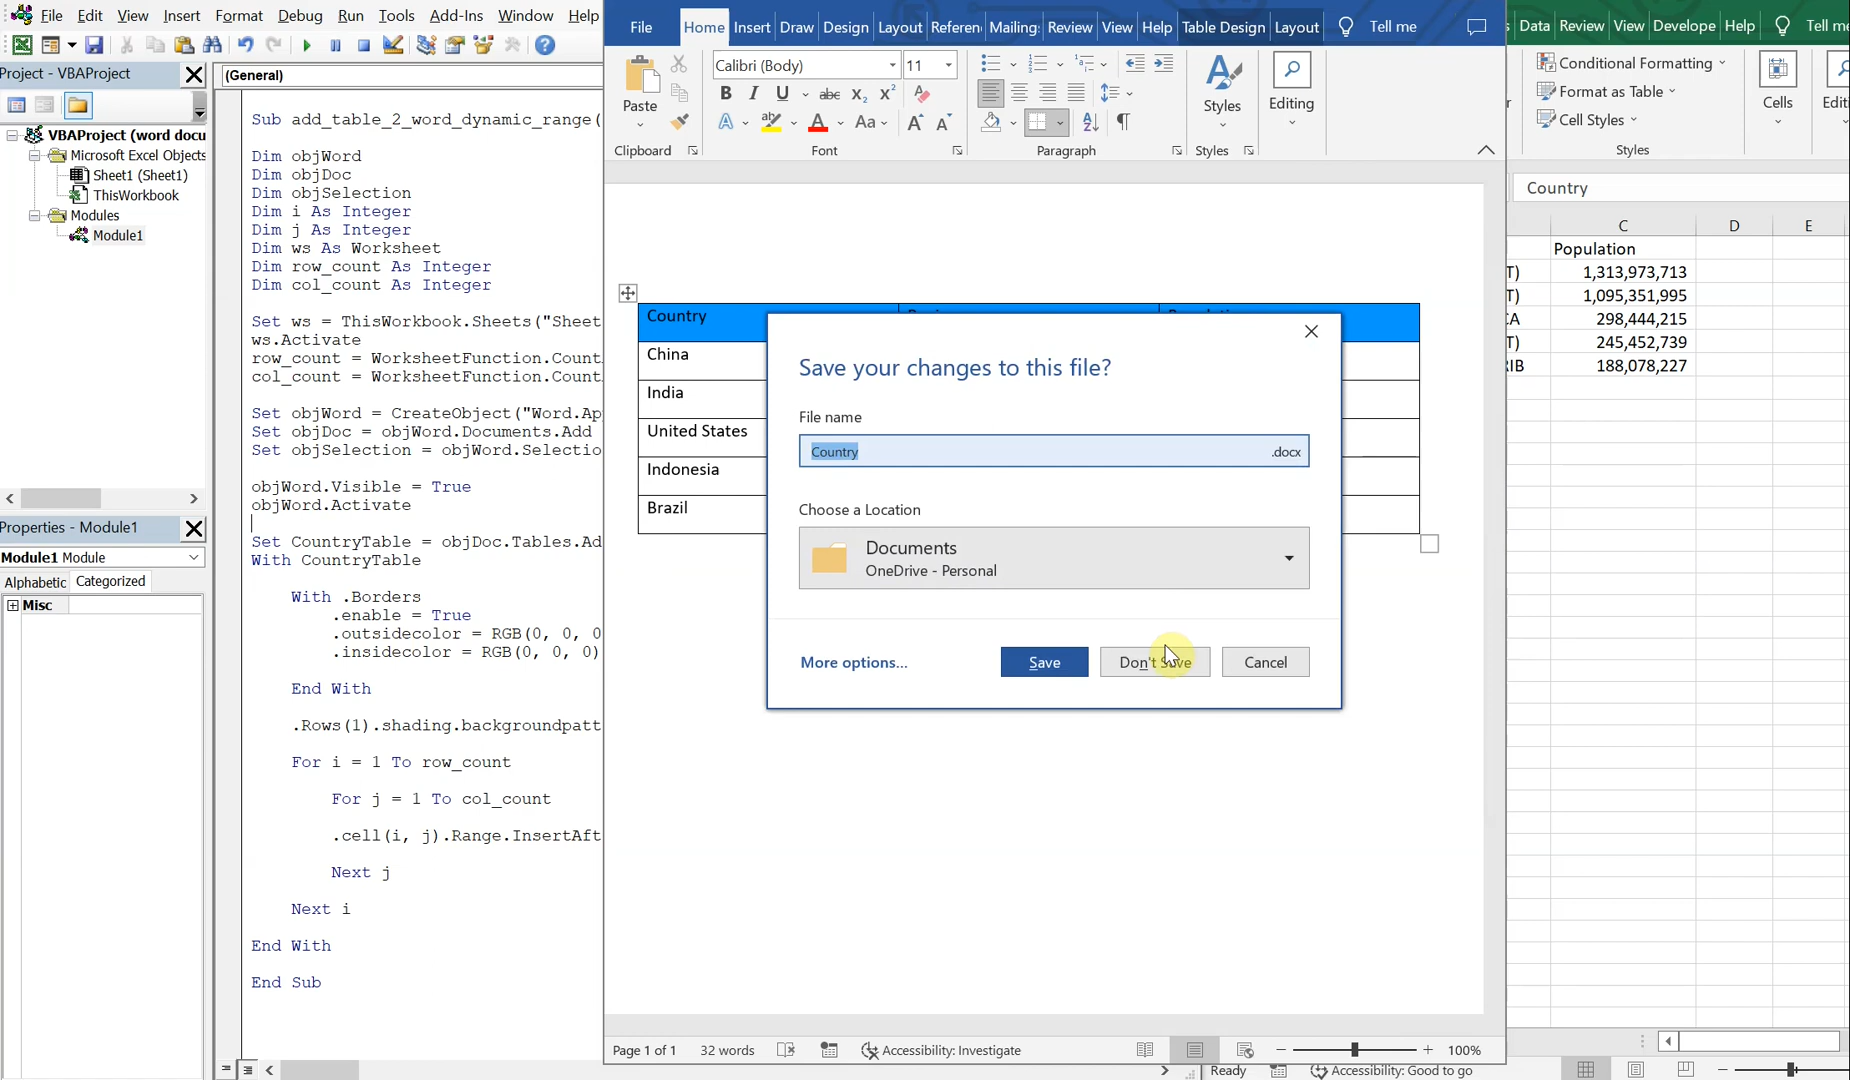 File Edit View Insert Format Debug Run Tools Add-Ins Window Help
Project - VBAProject
VBAProject (word docu
Microsoft Excel Objects
Sheet1 (Sheet1)
ThisWorkbook
Modules
Module1
Properties - Module1
Module1 Module
Alphabetic Categorized
Misc
(General)
Sub add_table_2_word_dynamic_range(
Dim objWord
Dim objDoc
Dim objSelection
Dim i As Integer
Dim j As Integer
Dim ws As Worksheet
Dim row_count As Integer
Dim col_count As Integer
Set ws = ThisWorkbook.Sheets("Sheet
ws.Activate
row_count = WorksheetFunction.Count
col_count = WorksheetFunction.Count
Set objWord = CreateObject("Word.Ap
Set objDoc = objWord.Documents.Add
Set objSelection = objWord.Selectio
objWord.Visible = True
objWord.Activate
Set CountryTable = objDoc.Tables.Ad
With CountryTable
With .Borders
.enable = True
.outsidecolor = RGB(0, 0, 0
.insidecolor = RGB(0, 0, 0)
End With
.Rows(1).shading.backgroundpatt
For i = 1 To row_count
For j = 1 To col_count
.cell(i, j).Range.InsertAft
Next j
Next i
End With
End Sub
File Home Insert Draw Design Layout Referen Mailing Review View Help Table Design Layout Tell me
Paste
Calibri (Body) 11
B I U abc x2 x2
A ab A Aa A A
Styles
Editing
Clipboard Font Paragraph Styles
Country
China
India
United States
Indonesia
Brazil
Save your changes to this file?
File name
Country .docx
Choose a Location
Documents
OneDrive - Personal
More options... Save Don't Save Cancel
Page 1 of 1 32 words Accessibility: Investigate 100%
Data Review View Develope Help Tell me
Conditional Formatting
Format as Table
Cell Styles
Styles
Cells
Editi
Country
C D E
Population
T) 1,313,973,713
T) 1,095,351,995
CA 298,444,215
T) 245,452,739
RIB 188,078,227
Ready Accessibility: Good to go